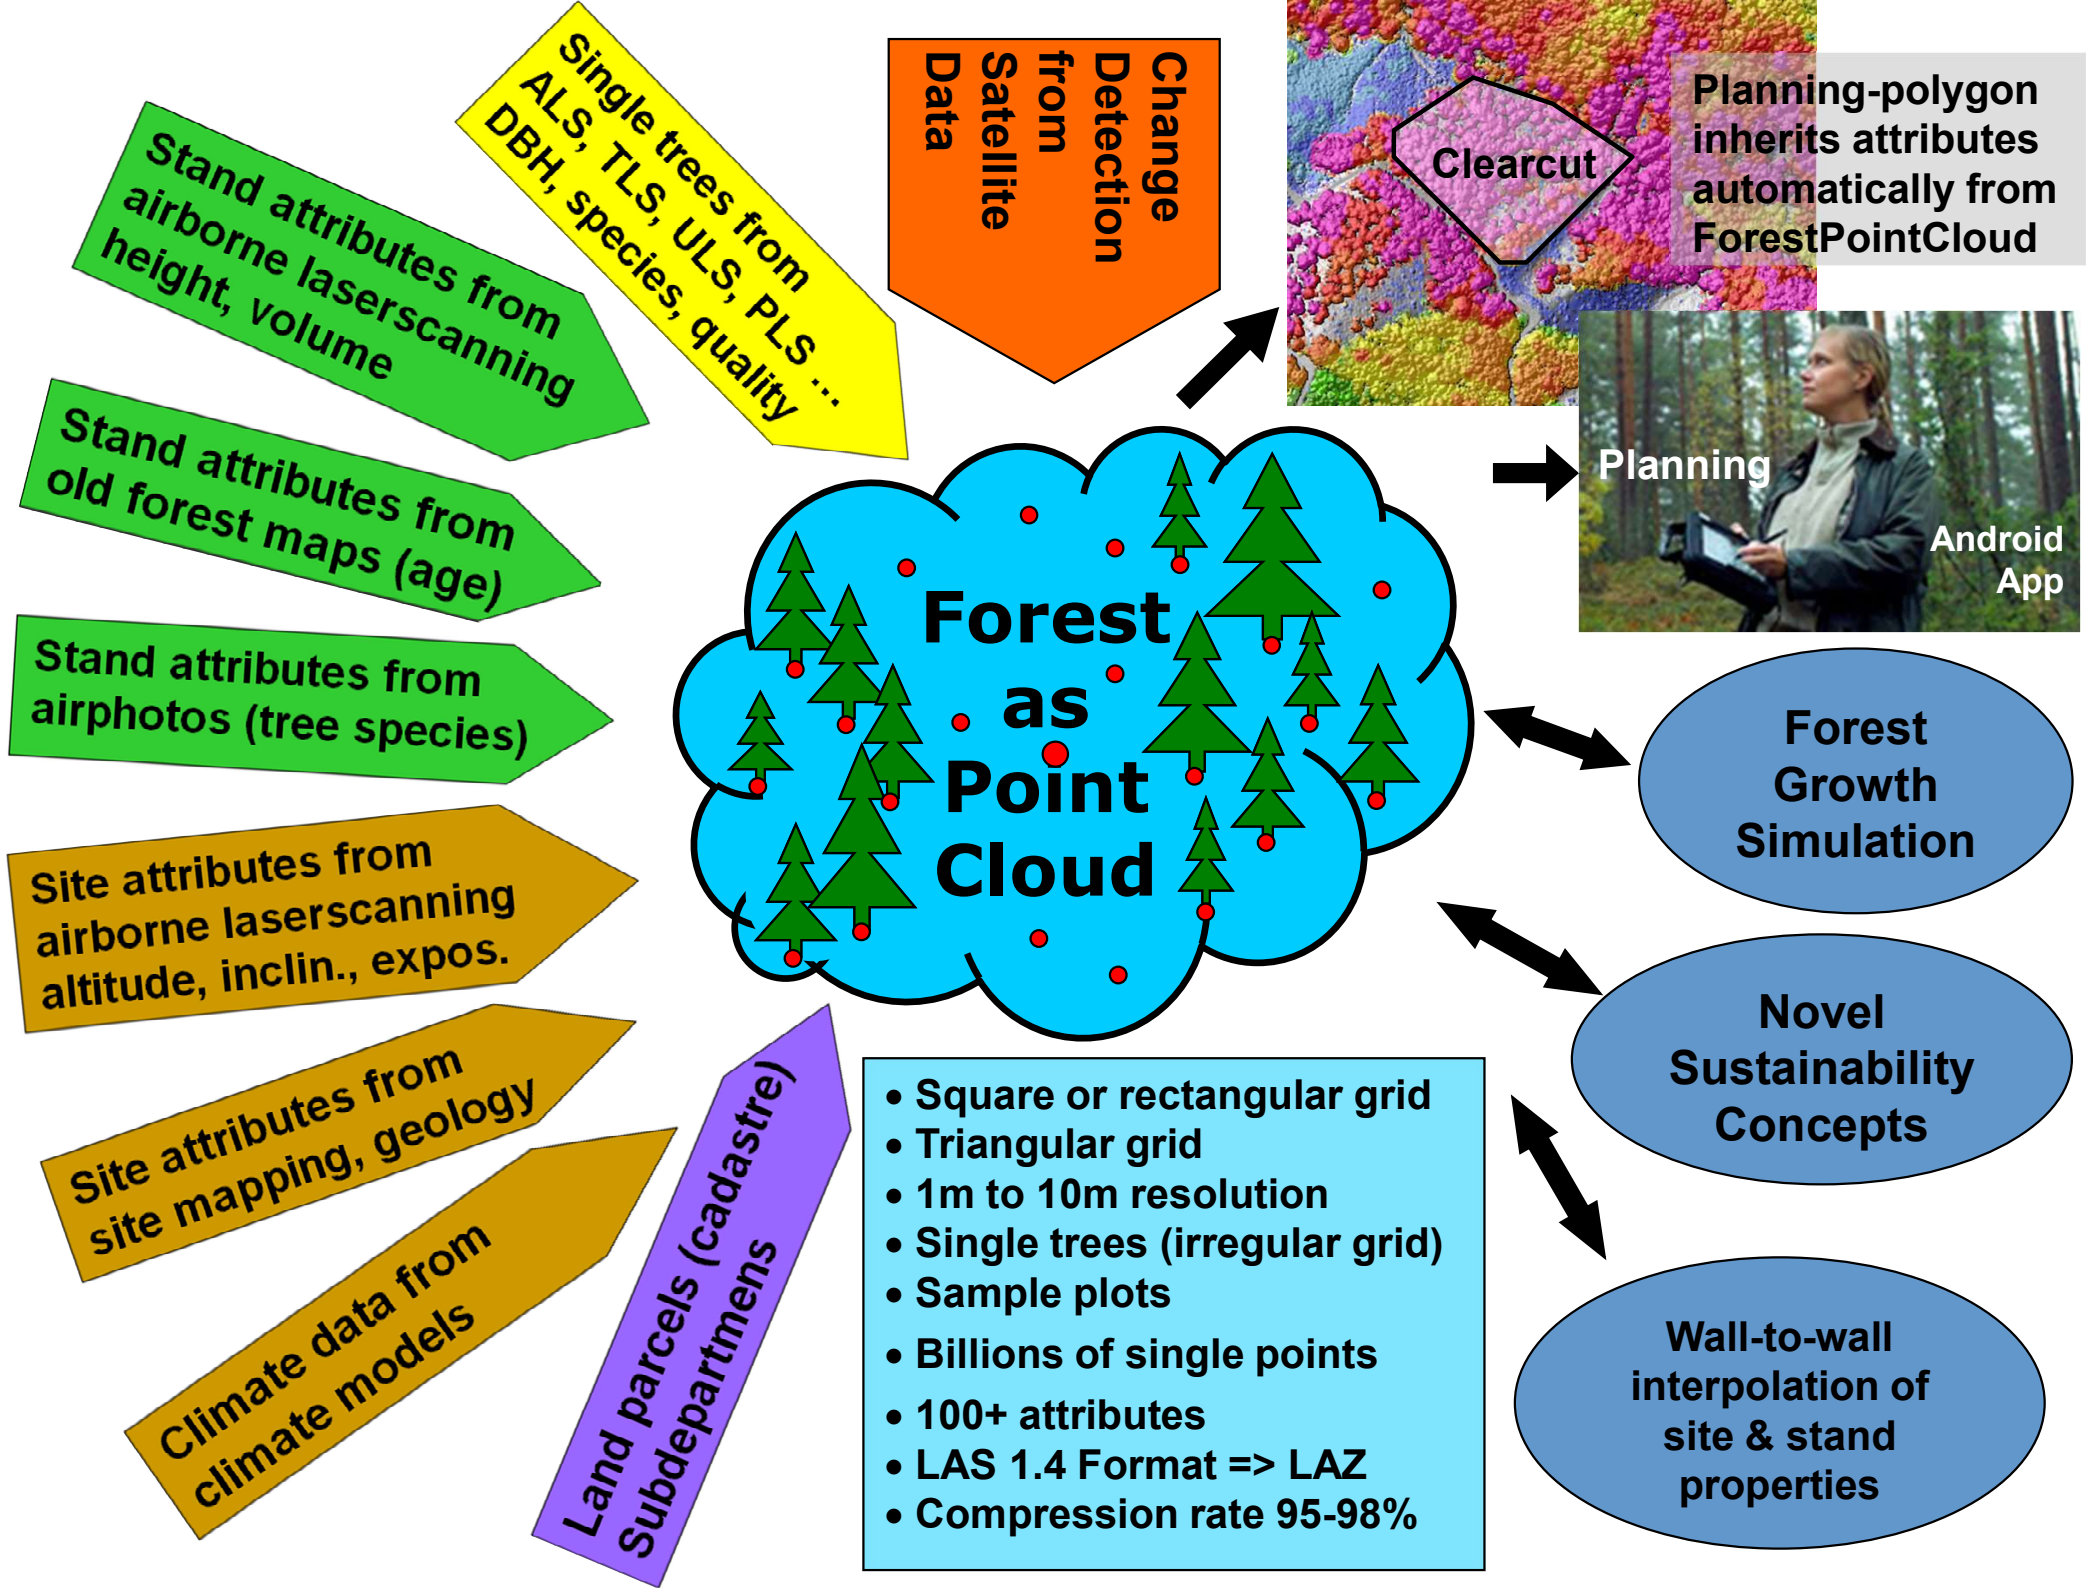 Single trees from
ALS, TLS, ULS, PLS ...
DBH, species, quality
Change
Detection
from
Satellite
Data
Clearcut
Planning-polygon
inherits attributes
automatically from
ForestPointCloud
Stand attributes from
airborne laserscanning
height, volume
Stand attributes from
old forest maps (age)
Stand attributes from
airphotos (tree species)
Site attributes from
airborne laserscanning
altitude, inclin., expos.
Site attributes from
site mapping, geology
Climate data from
climate models
Land parcels (cadastre)
Subdepartmens
Forest
as
Point
Cloud
Planning
Android
App
Forest
Growth
Simulation
Novel
Sustainability
Concepts
Wall-to-wall
interpolation of
site & stand
properties
• Square or rectangular grid
• Triangular grid
• 1m to 10m resolution
• Single trees (irregular grid)
• Sample plots
• Billions of single points
• 100+ attributes
• LAS 1.4 Format => LAZ
• Compression rate 95-98%